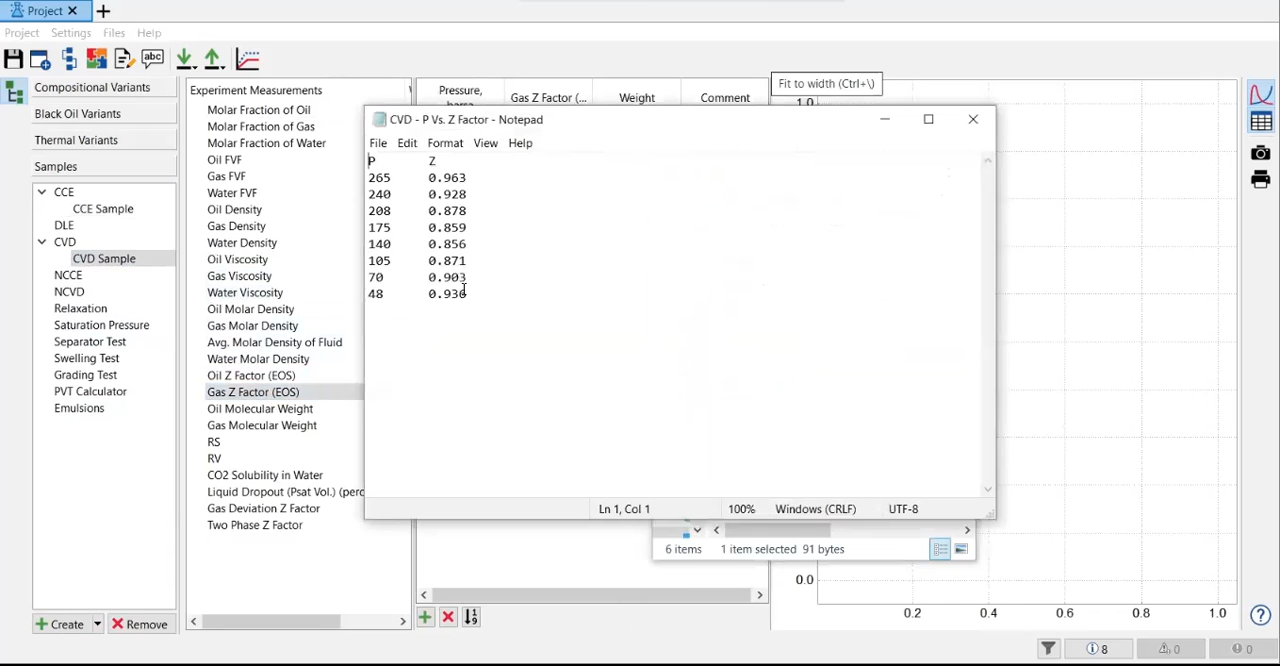 Project
Project Settings Files Help
abc
Fit to width (Ctrl+\)
Compositional Variants
Black Oil Variants
Thermal Variants
Samples
CCE
CCE Sample
DLE
CVD
CVD Sample
NCCE
NCVD
Relaxation
Saturation Pressure
Separator Test
Swelling Test
Grading Test
PVT Calculator
Emulsions
Create
Remove
Experiment Measurements
Molar Fraction of Oil
Molar Fraction of Gas
Molar Fraction of Water
Oil FVF
Gas FVF
Water FVF
Oil Density
Gas Density
Water Density
Oil Viscosity
Gas Viscosity
Water Viscosity
Oil Molar Density
Gas Molar Density
Avg. Molar Density of Fluid
Water Molar Density
Oil Z Factor (EOS)
Gas Z Factor (EOS)
Oil Molecular Weight
Gas Molecular Weight
RS
RV
CO2 Solubility in Water
Liquid Dropout (Psat Vol.) (perc
Gas Deviation Z Factor
Two Phase Z Factor
Pressure,
Gas Z Factor (... Weight Comment
CVD - P Vs. Z Factor - Notepad
File Edit Format View Help
P Z
265 0.963
240 0.928
208 0.878
175 0.859
140 0.856
105 0.871
70 0.903
48 0.936
Ln 1, Col 1 100% Windows (CRLF) UTF-8
6 items 1 item selected 91 bytes
1.0
0.0
0.2 0.4 0.6 0.8 1.0
8 0 0